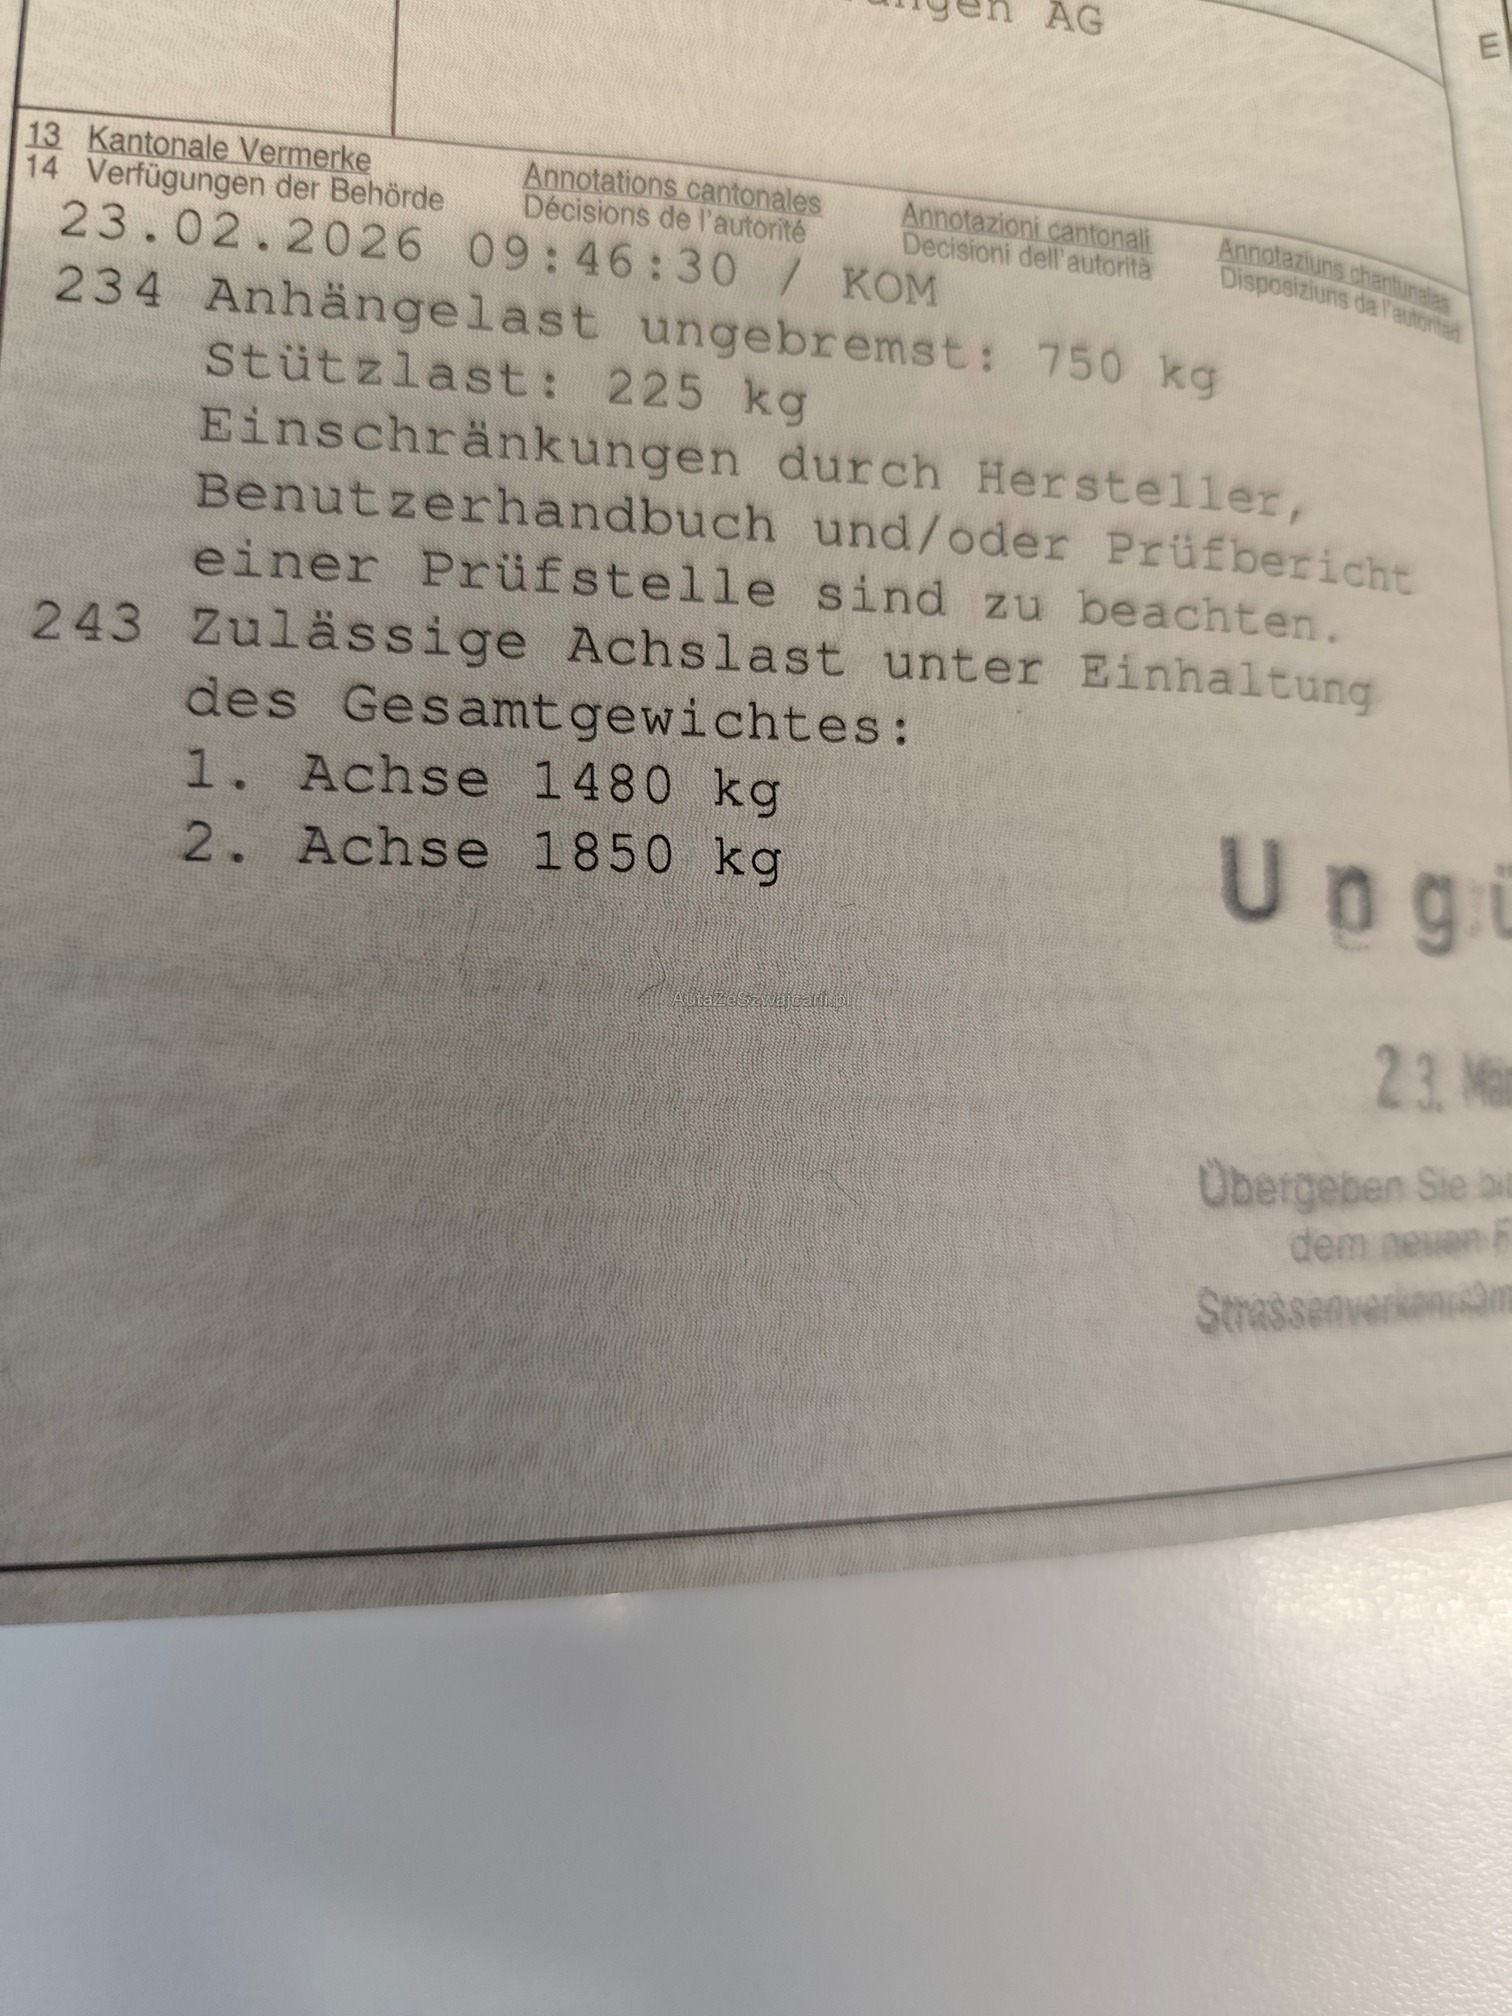 AG
E
13 Kantonale Vermerke Annotations cantonales Annotazioni cantonali Annotaziuns chantunalas
14 Verfügungen der Behörde Décisions de l'autorité Decisioni dell'autorità Disposiziuns da l'autoritad
23.02.2026 09:46:30 / KOM
234 Anhängelast ungebremst: 750 kg
Stützlast: 225 kg
Einschränkungen durch Hersteller,
Benutzerhandbuch und/oder Prüfbericht
einer Prüfstelle sind zu beachten.
243 Zulässige Achslast unter Einhaltung
des Gesamtgewichtes:
1. Achse 1480 kg
2. Achse 1850 kg
Ungü
AutaZeSzwajcarii.pl
23.
Übergeben Sie
dem neuen